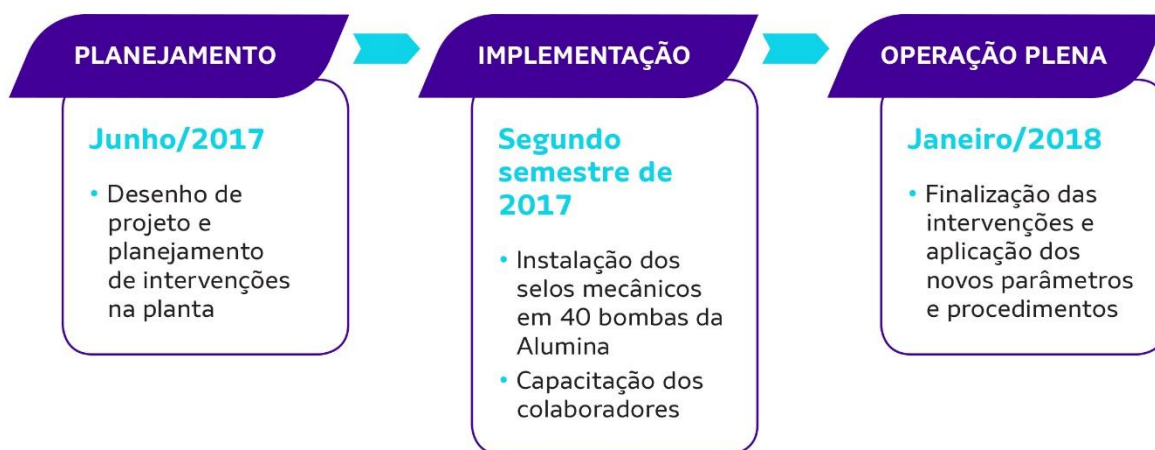 PLANEJAMENTO
Junho/2017
• Desenho de
projeto e
planejamento
de intervenções
na planta
IMPLEMENTAÇÃO
Segundo
semestre de
2017
• Instalação dos
selos mecânicos
em 40 bombas da
Alumina
• Capacitação dos
colaboradores
OPERAÇÃO PLENA
Janeiro/2018
• Finalização das
intervenções e
aplicação dos
novos parâmetros
e procedimentos